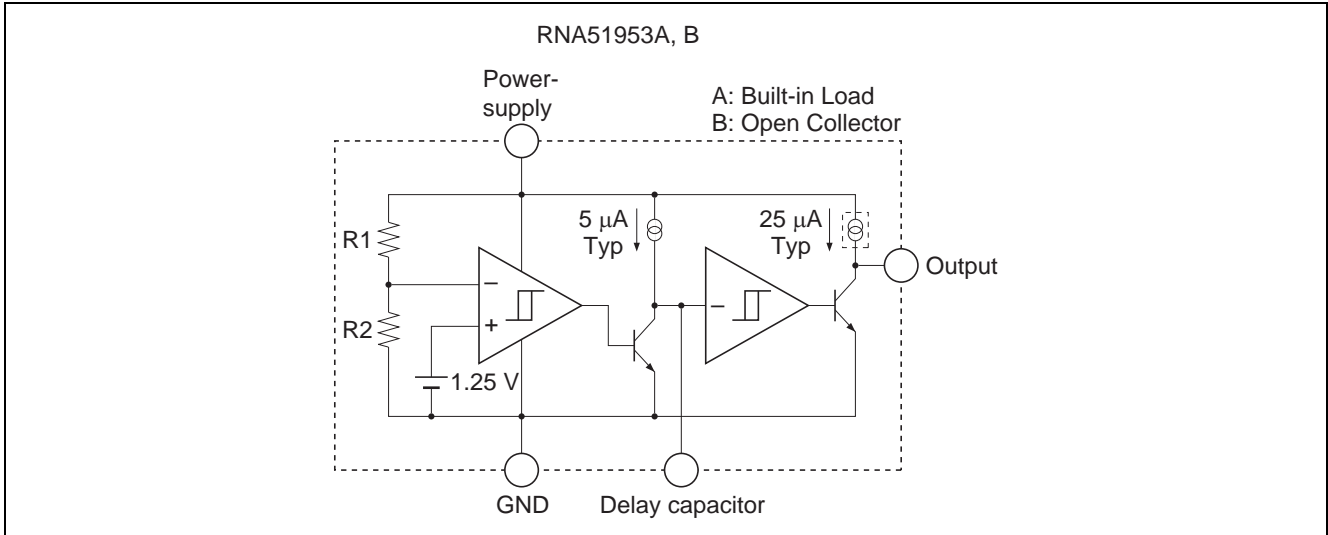 RNA51953A, B
Power-
supply
A: Built-in Load
B: Open Collector
5 μA
Typ
25 μA
Typ
R1
Output
−
R2
+
−
1.25 V
GND
Delay capacitor